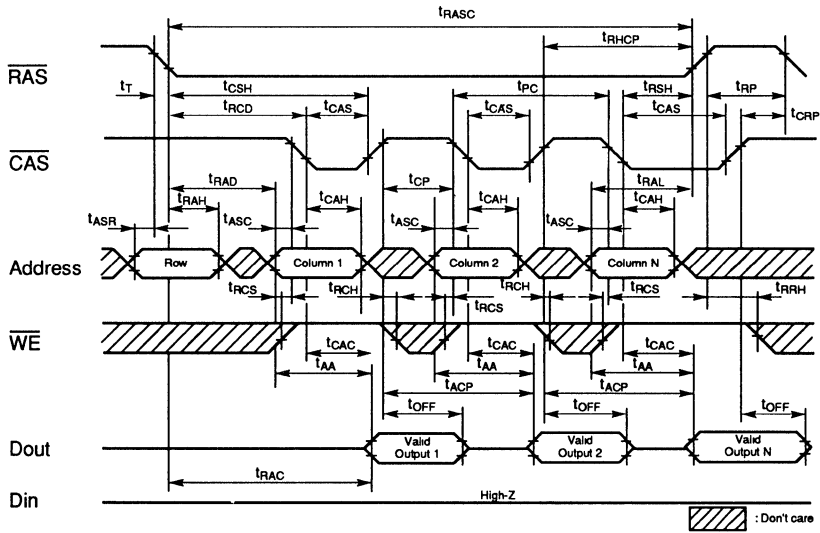 tRASC
tRHCP
RAS
tT
tCSH
tPC
tRSH
tRP
tRCD
tCAS
tCAS
tCAS
tCRP
CAS
tRAD
tCP
tRAL
tRAH
tCAH
tCAH
tCAH
tASR
tASC
tASC
tASC
Address
Row
Column 1
Column 2
Column N
tRCS
tRCH
tRCS
tRCH
tRCS
tRRH
WE
tCAC
tCAC
tCAC
tAA
tAA
tAA
tACP
tACP
tOFF
tOFF
tOFF
Dout
Valid
Output 1
Valid
Output 2
Valid
Output N
tRAC
Din
High-Z
: Don't care